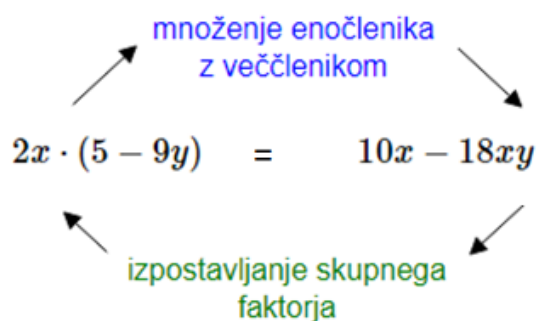 množenje enočlenika
z veččlenikom
2x · (5 − 9y) = 10x − 18xy
izpostavljanje skupnega
faktorja